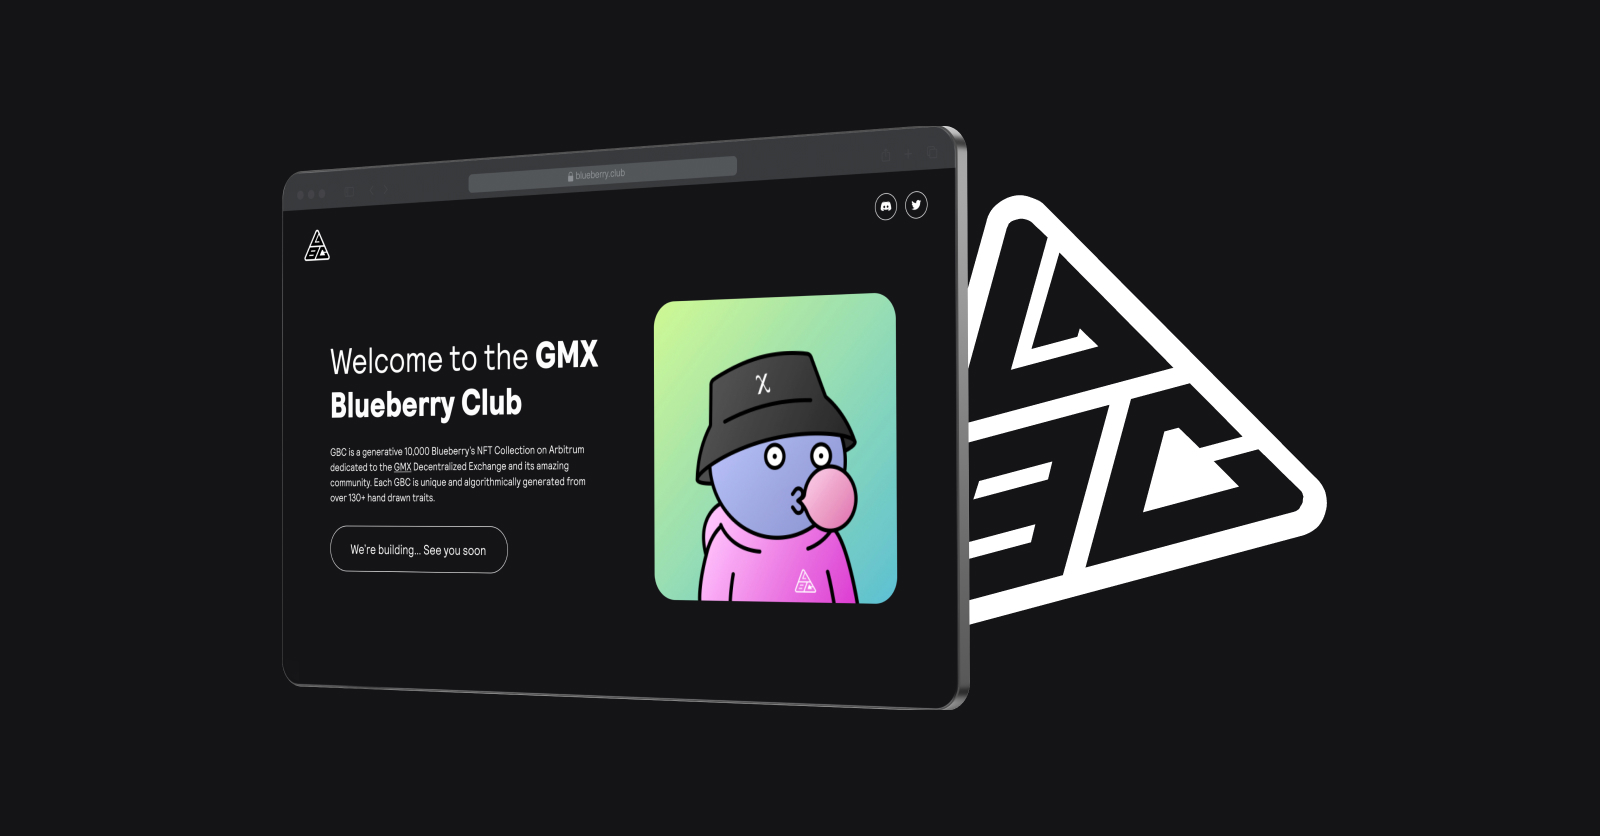 blueberry.club
Welcome to the GMX
Blueberry Club
GBC is a generative 10,000 Blueberry's NFT Collection on Arbitrum
dedicated to the GMX Decentralized Exchange and its amazing
community. Each GBC is unique and algorithmically generated from
over 130+ hand drawn traits.
We're building... See you soon
χ